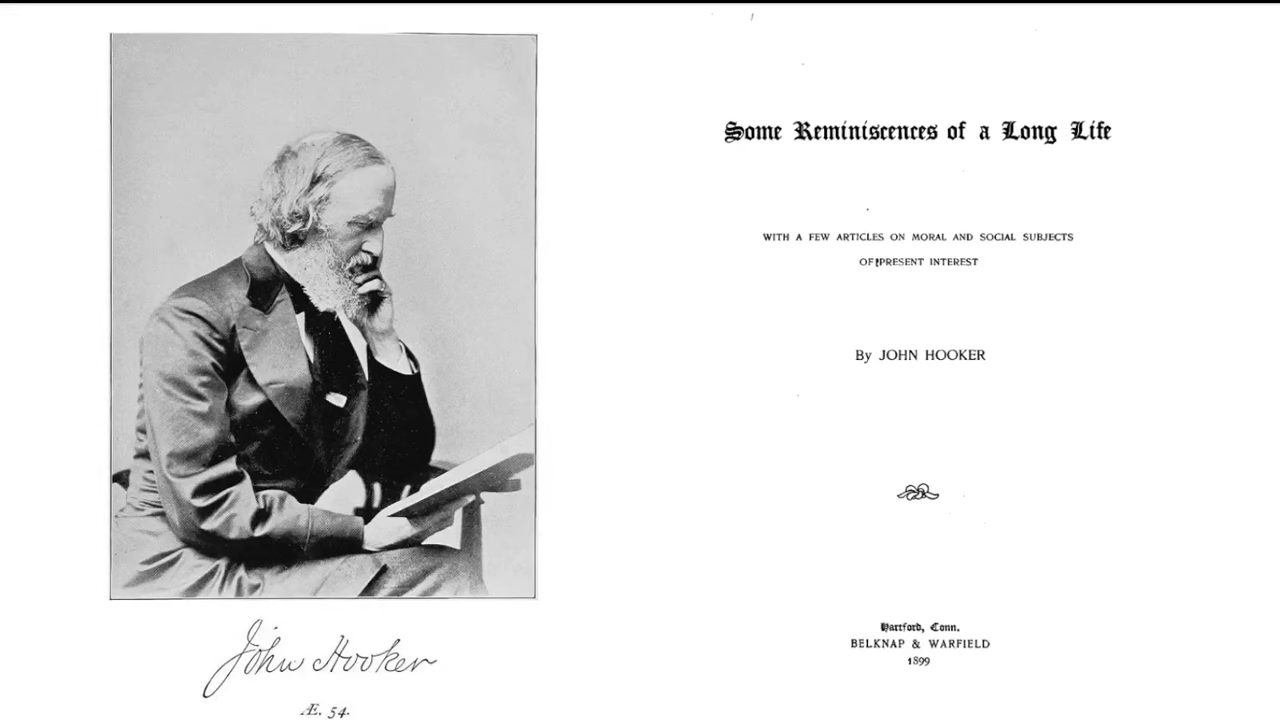 John Hooker
Æ. 54.
Some Reminiscences of a Long Life
WITH A FEW ARTICLES ON MORAL AND SOCIAL SUBJECTS
OF PRESENT INTEREST
By JOHN HOOKER
Hartford, Conn.
BELKNAP & WARFIELD
1899